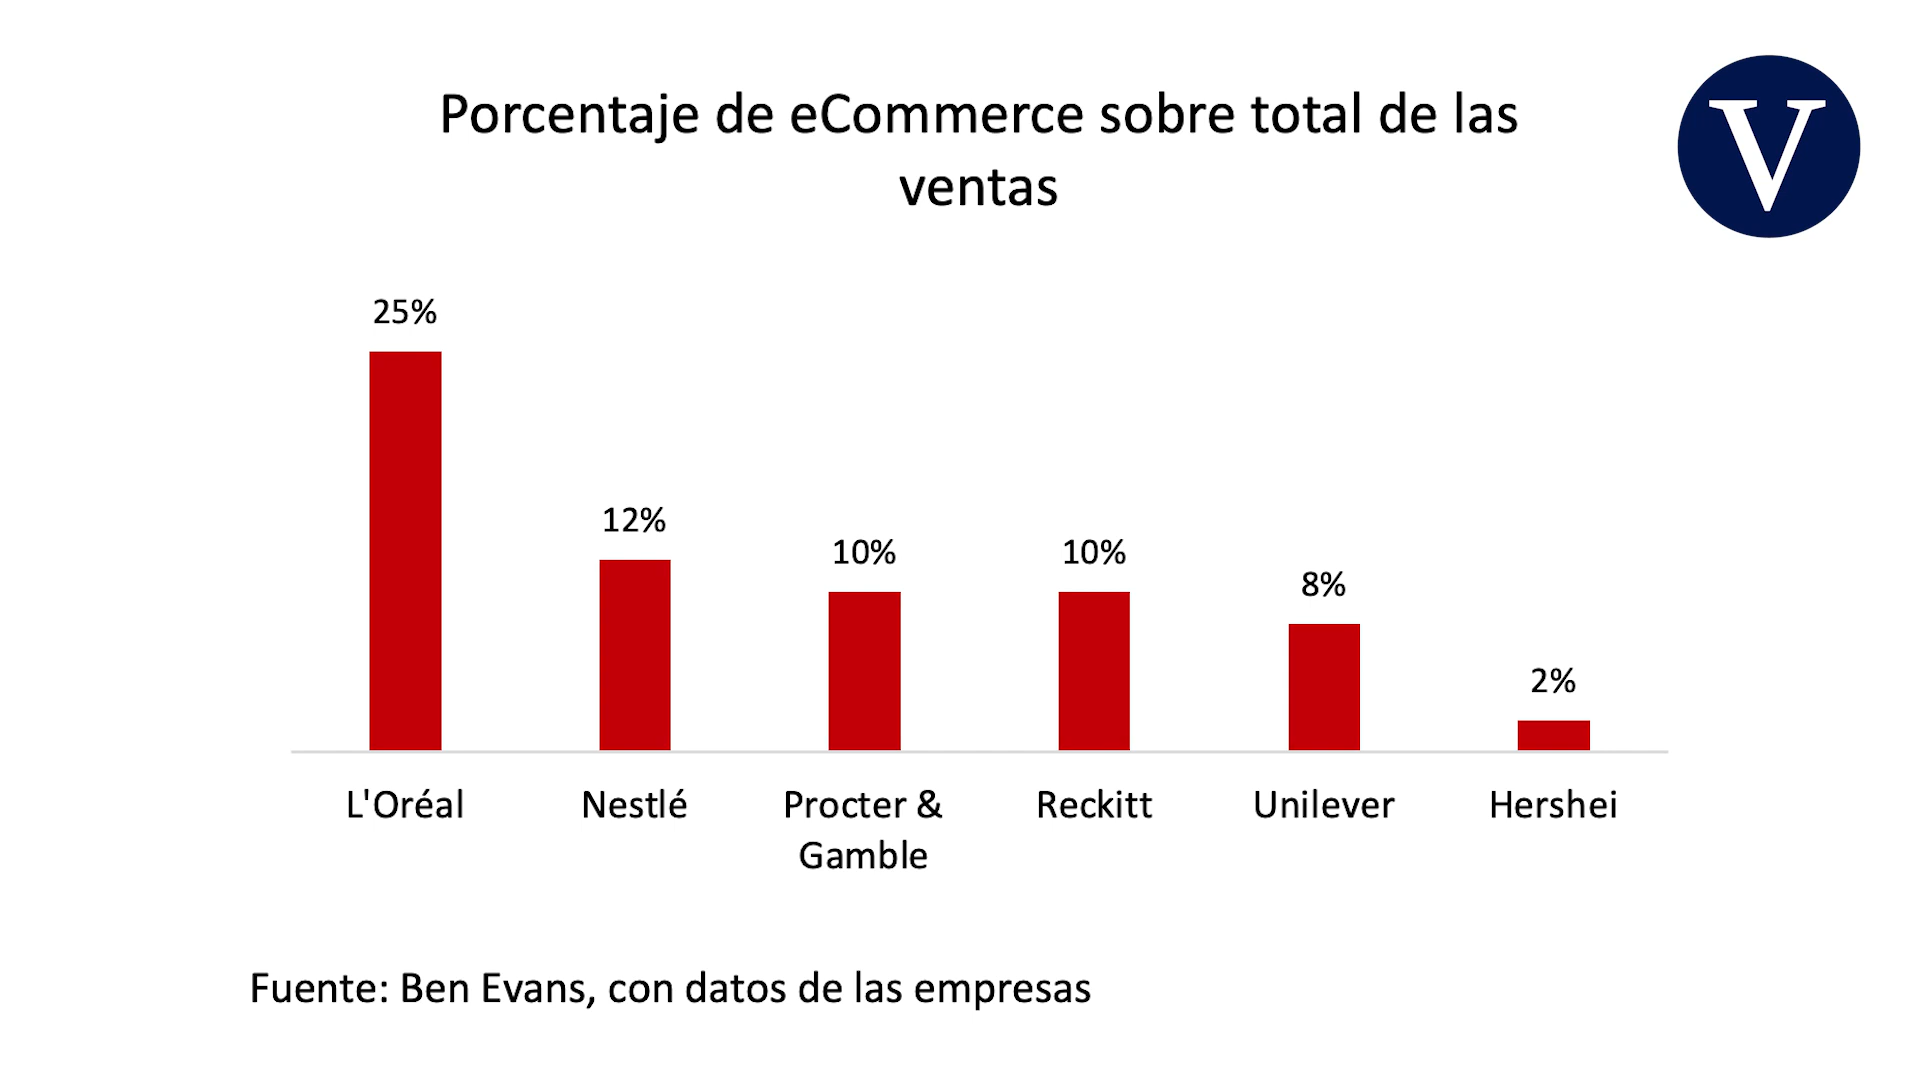 Porcentaje de eCommerce sobre total de las
ventas
V
25%
12%
10%
10%
8%
2%
L'Oréal
Nestlé
Procter &
Gamble
Reckitt
Unilever
Hershei
Fuente: Ben Evans, con datos de las empresas